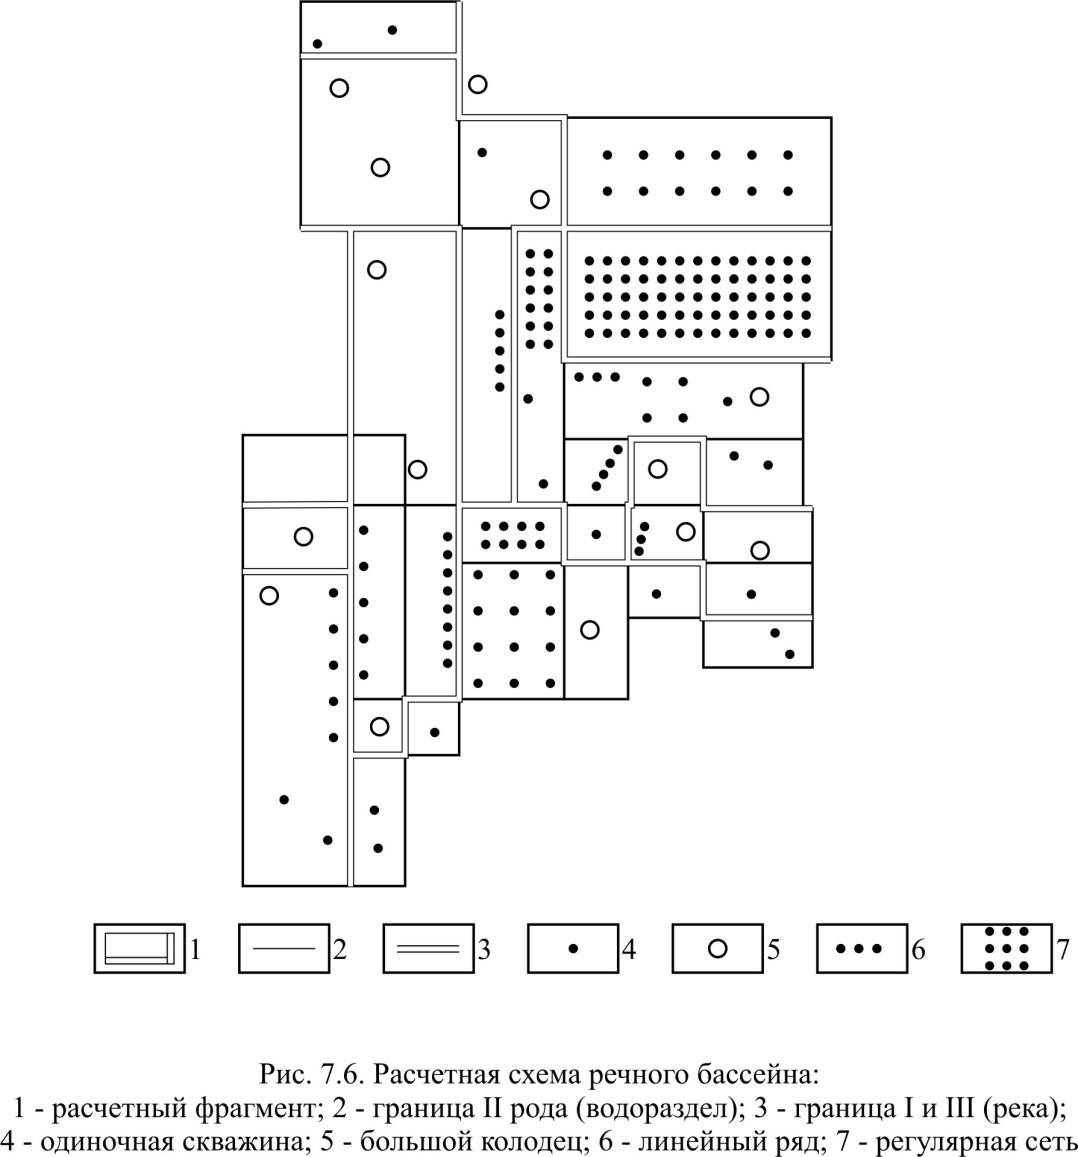 1 2 3 4 5 6 7
Рис. 7.6. Расчетная схема речного бассейна:
1 - расчетный фрагмент; 2 - граница II рода (водораздел); 3 - граница I и III (река);
4 - одиночная скважина; 5 - большой колодец; 6 - линейный ряд; 7 - регулярная сеть